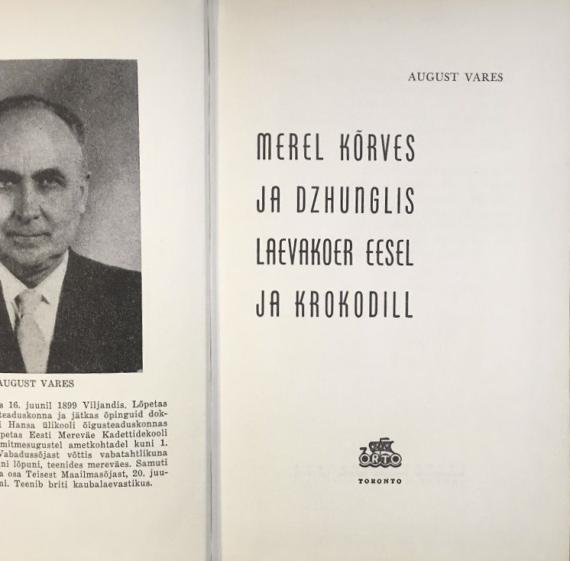 AUGUST VARES
s 16. juunil 1899 Viljandis. Lõpetas
teaduskonna ja jätkas õpinguid dok-
i Hansa ülikooli õigusteaduskonnas
petas Eesti Mereväe Kadettidekooli
mitmesugustel ametkohtadel kuni 1.
Vabadussõjast võttis vabatahtlikuna
ni lõpuni, teenides mereväes. Samuti
a osa Teisest Maailmasõjast, 20. juu-
ni. Teenib briti kaubalaevastikus.
AUGUST VARES
MEREL KÕRVES
JA DZHUNGLIS
LAEVAKOER EESEL
JA KROKODILL
ORTO
TORONTO